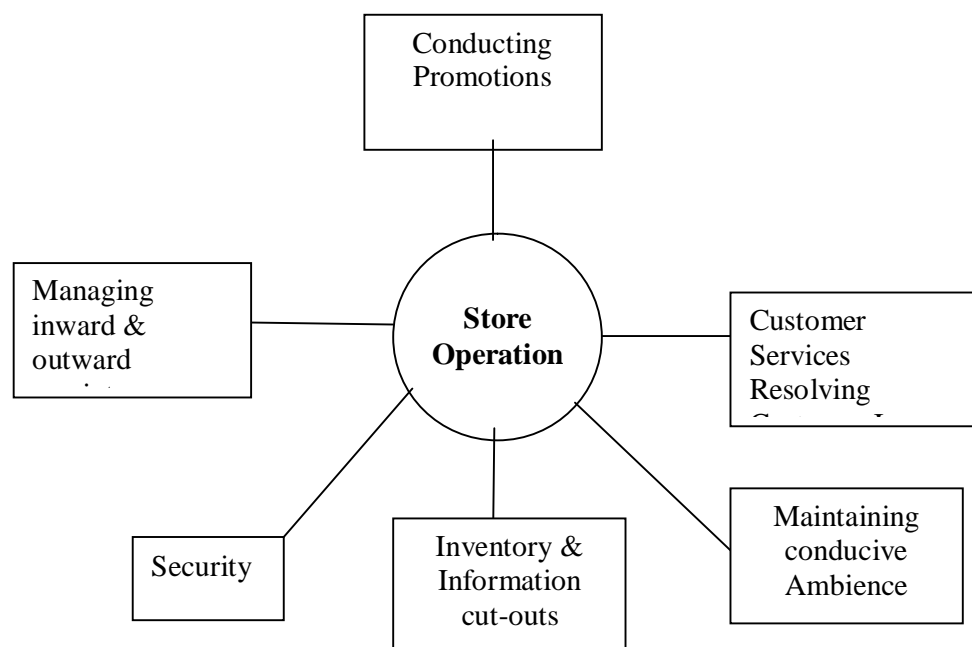 Conducting
Promotions
Managing
inward &
outward
Store
Operation
Customer
Services
Resolving
Security
Inventory &
Information
cut-outs
Maintaining
conducive
Ambience